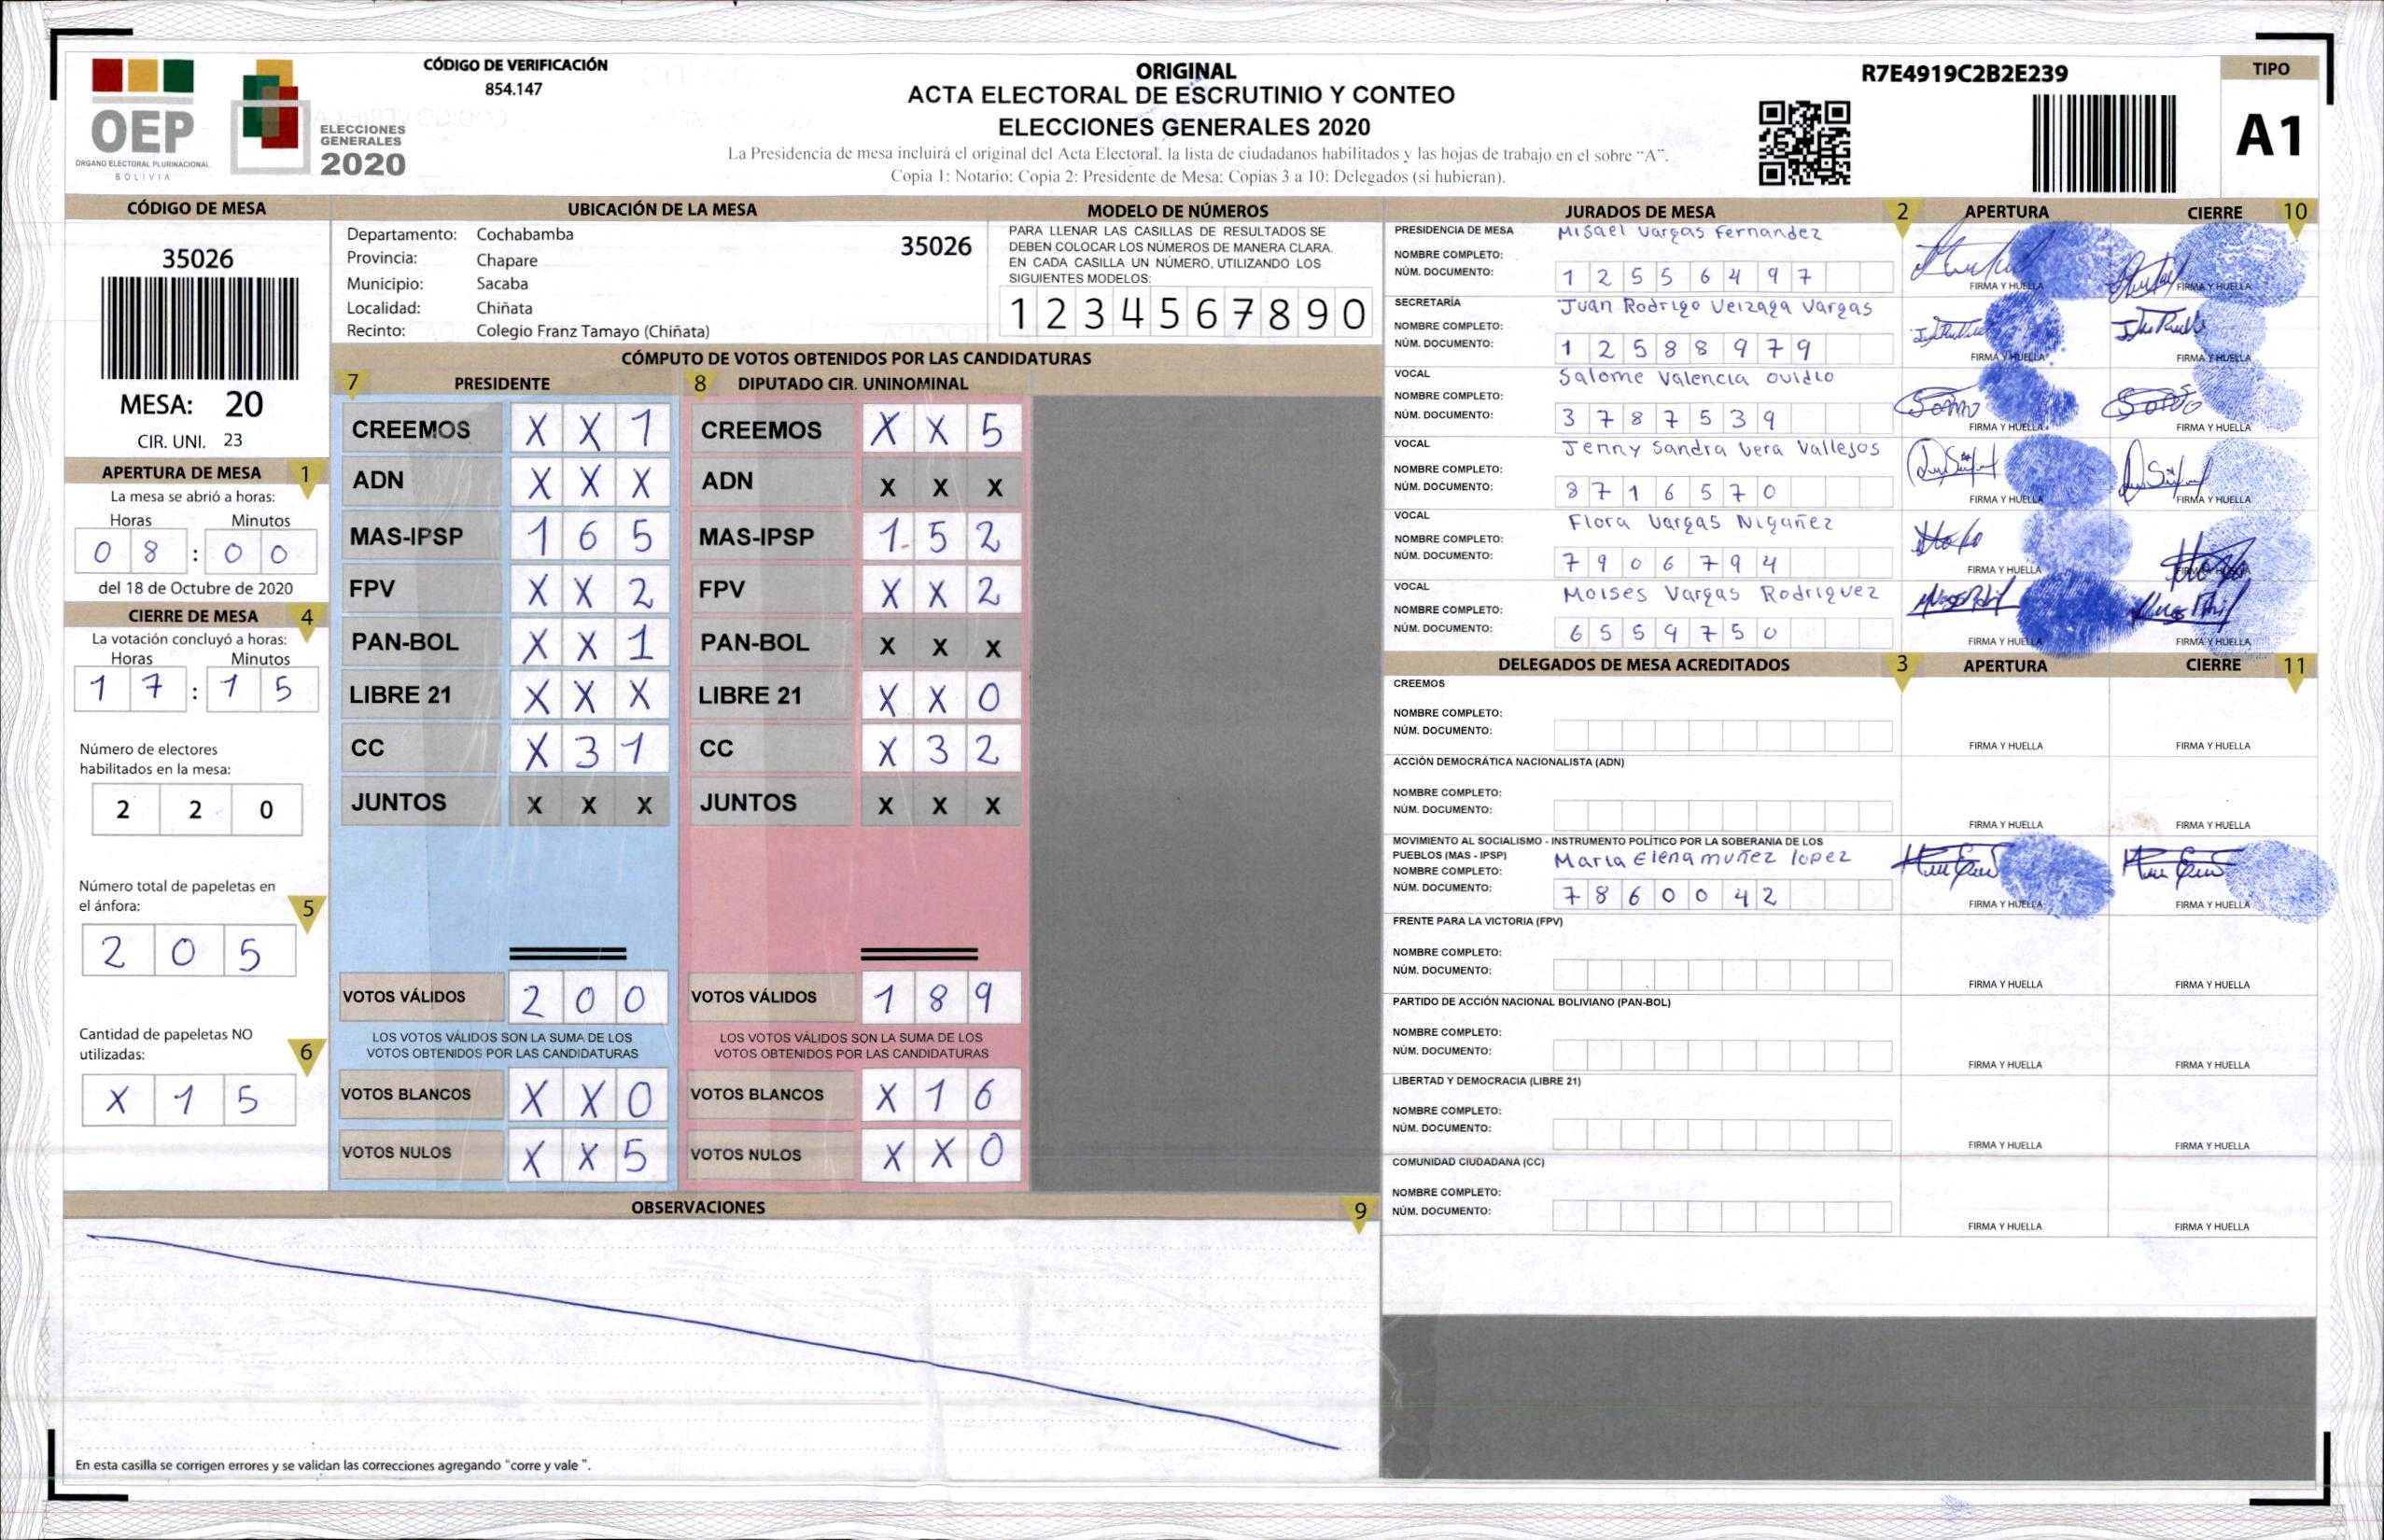 CÓDIGO DE VERIFICACIÓN
854.147
OEP
ÓRGANO ELECTORAL PLURINACIONAL
BOLIVIA
ELECCIONES
GENERALES
2020
ORIGINAL
ACTA ELECTORAL DE ESCRUTINIO Y CONTEO
ELECCIONES GENERALES 2020
La Presidencia de mesa incluirá el original del Acta Electoral, la lista de ciudadanos habilitados y las hojas de trabajo en el sobre "A".
Copia 1: Notario; Copia 2: Presidente de Mesa; Copias 3 a 10: Delegados (si hubieran).
R7E4919C2B2E239
TIPO
A1
CÓDIGO DE MESA
35026
MESA: 20
CIR. UNI. 23
APERTURA DE MESA 1
La mesa se abrió a horas:
Horas Minutos
0 8 : 0 0
del 18 de Octubre de 2020
CIERRE DE MESA 4
La votación concluyó a horas:
Horas Minutos
1 7 : 1 5
Número de electores
habilitados en la mesa:
2 2 0
Número total de papeletas en
el ánfora: 5
2 0 5
Cantidad de papeletas NO
utilizadas: 6
X 1 5
UBICACIÓN DE LA MESA
Departamento: Cochabamba
35026
Provincia: Chapare
Municipio: Sacaba
Localidad: Chiñata
Recinto: Colegio Franz Tamayo (Chiñata)
MODELO DE NÚMEROS
PARA LLENAR LAS CASILLAS DE RESULTADOS SE
DEBEN COLOCAR LOS NÚMEROS DE MANERA CLARA.
EN CADA CASILLA UN NÚMERO, UTILIZANDO LOS
SIGUIENTES MODELOS:
1 2 3 4 5 6 7 8 9 0
CÓMPUTO DE VOTOS OBTENIDOS POR LAS CANDIDATURAS
7 PRESIDENTE 8 DIPUTADO CIR. UNINOMINAL
CREEMOS X X 1 CREEMOS X X 5
ADN X X X ADN X X X
MAS-IPSP 1 6 5 MAS-IPSP 1 5 2
FPV X X 2 FPV X X 2
PAN-BOL X X 1 PAN-BOL X X X
LIBRE 21 X X X LIBRE 21 X X 0
CC X 3 1 CC X 3 2
JUNTOS X X X JUNTOS X X X
VOTOS VÁLIDOS 2 0 0 VOTOS VÁLIDOS 1 8 9
LOS VOTOS VÁLIDOS SON LA SUMA DE LOS LOS VOTOS VÁLIDOS SON LA SUMA DE LOS
VOTOS OBTENIDOS POR LAS CANDIDATURAS VOTOS OBTENIDOS POR LAS CANDIDATURAS
VOTOS BLANCOS X X 0 VOTOS BLANCOS X 1 6
VOTOS NULOS X X 5 VOTOS NULOS X X 0
OBSERVACIONES 9
En esta casilla se corrigen errores y se validan las correcciones agregando "corre y vale ".
JURADOS DE MESA 2 APERTURA CIERRE 10
PRESIDENCIA DE MESA Misael Vargas Fernandez
NOMBRE COMPLETO:
NÚM. DOCUMENTO: 1 2 5 5 6 4 9 7
FIRMA Y HUELLA FIRMA Y HUELLA
SECRETARÍA Juan Rodrigo Veizaga Vargas
NOMBRE COMPLETO:
NÚM. DOCUMENTO: 1 2 5 8 8 9 7 9
FIRMA Y HUELLA FIRMA Y HUELLA
VOCAL Salome Valencia Ovidio
NOMBRE COMPLETO:
NÚM. DOCUMENTO: 3 7 8 7 5 3 9
FIRMA Y HUELLA FIRMA Y HUELLA
VOCAL Jenny Sandra Vera Vallejos
NOMBRE COMPLETO:
NÚM. DOCUMENTO: 8 7 1 6 5 7 0
FIRMA Y HUELLA FIRMA Y HUELLA
VOCAL Flora Vargas
NOMBRE COMPLETO:
NÚM. DOCUMENTO: 7 9 0 6 7 9 4
FIRMA Y HUELLA FIRMA Y HUELLA
VOCAL Moises Vargas Rodriguez
NOMBRE COMPLETO:
NÚM. DOCUMENTO: 6 5 5 9 7 5 0
FIRMA Y HUELLA FIRMA Y HUELLA
DELEGADOS DE MESA ACREDITADOS 3 APERTURA CIERRE 11
CREEMOS
NOMBRE COMPLETO:
NÚM. DOCUMENTO:
FIRMA Y HUELLA FIRMA Y HUELLA
ACCIÓN DEMOCRÁTICA NACIONALISTA (ADN)
NOMBRE COMPLETO:
NÚM. DOCUMENTO:
FIRMA Y HUELLA FIRMA Y HUELLA
MOVIMIENTO AL SOCIALISMO - INSTRUMENTO POLÍTICO POR LA SOBERANIA DE LOS
PUEBLOS (MAS - IPSP) Maria Elena muñez lopez
NOMBRE COMPLETO:
NÚM. DOCUMENTO: 7 8 6 0 0 4 2
FIRMA Y HUELLA FIRMA Y HUELLA
FRENTE PARA LA VICTORIA (FPV)
NOMBRE COMPLETO:
NÚM. DOCUMENTO:
FIRMA Y HUELLA FIRMA Y HUELLA
PARTIDO DE ACCIÓN NACIONAL BOLIVIANO (PAN-BOL)
NOMBRE COMPLETO:
NÚM. DOCUMENTO:
FIRMA Y HUELLA FIRMA Y HUELLA
LIBERTAD Y DEMOCRACIA (LIBRE 21)
NOMBRE COMPLETO:
NÚM. DOCUMENTO:
FIRMA Y HUELLA FIRMA Y HUELLA
COMUNIDAD CIUDADANA (CC)
NOMBRE COMPLETO:
NÚM. DOCUMENTO:
FIRMA Y HUELLA FIRMA Y HUELLA